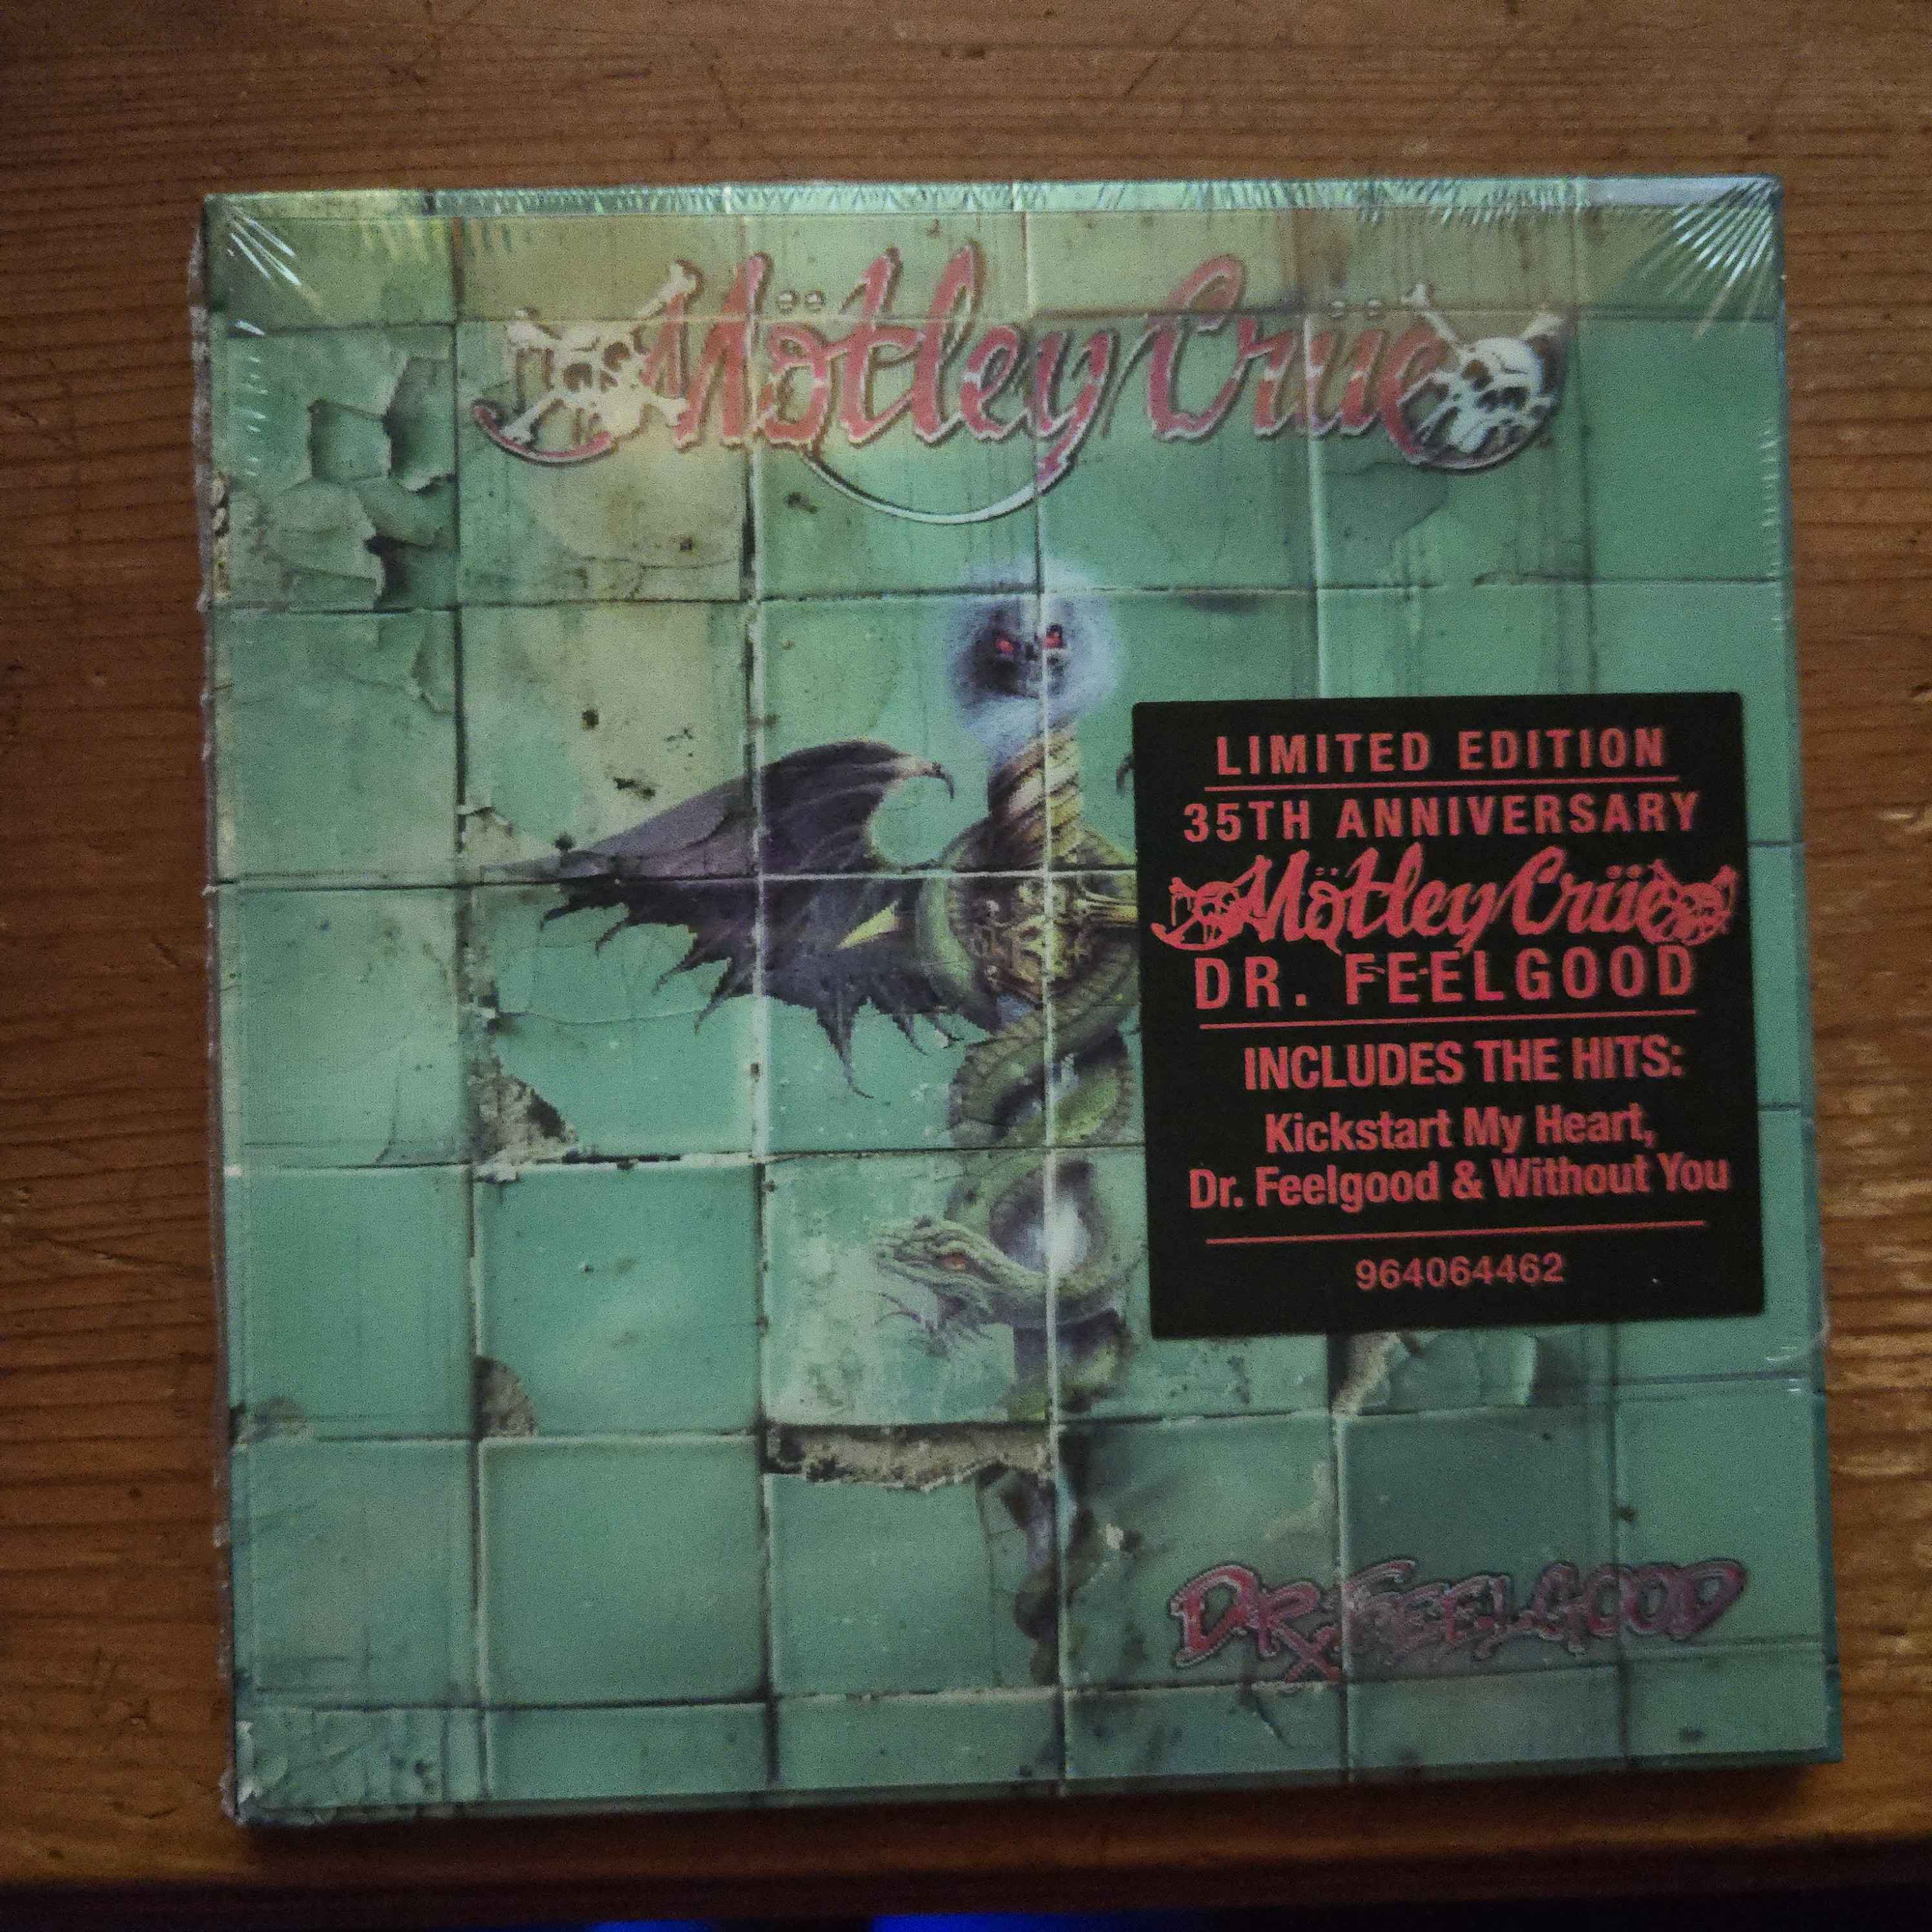 Mötley Crüe
LIMITED EDITION
35TH ANNIVERSARY
Mötley Crüe
DR. FEELGOOD
INCLUDES THE HITS:
Kickstart My Heart,
Dr. Feelgood & Without You
964064462
DR. FEELGOOD